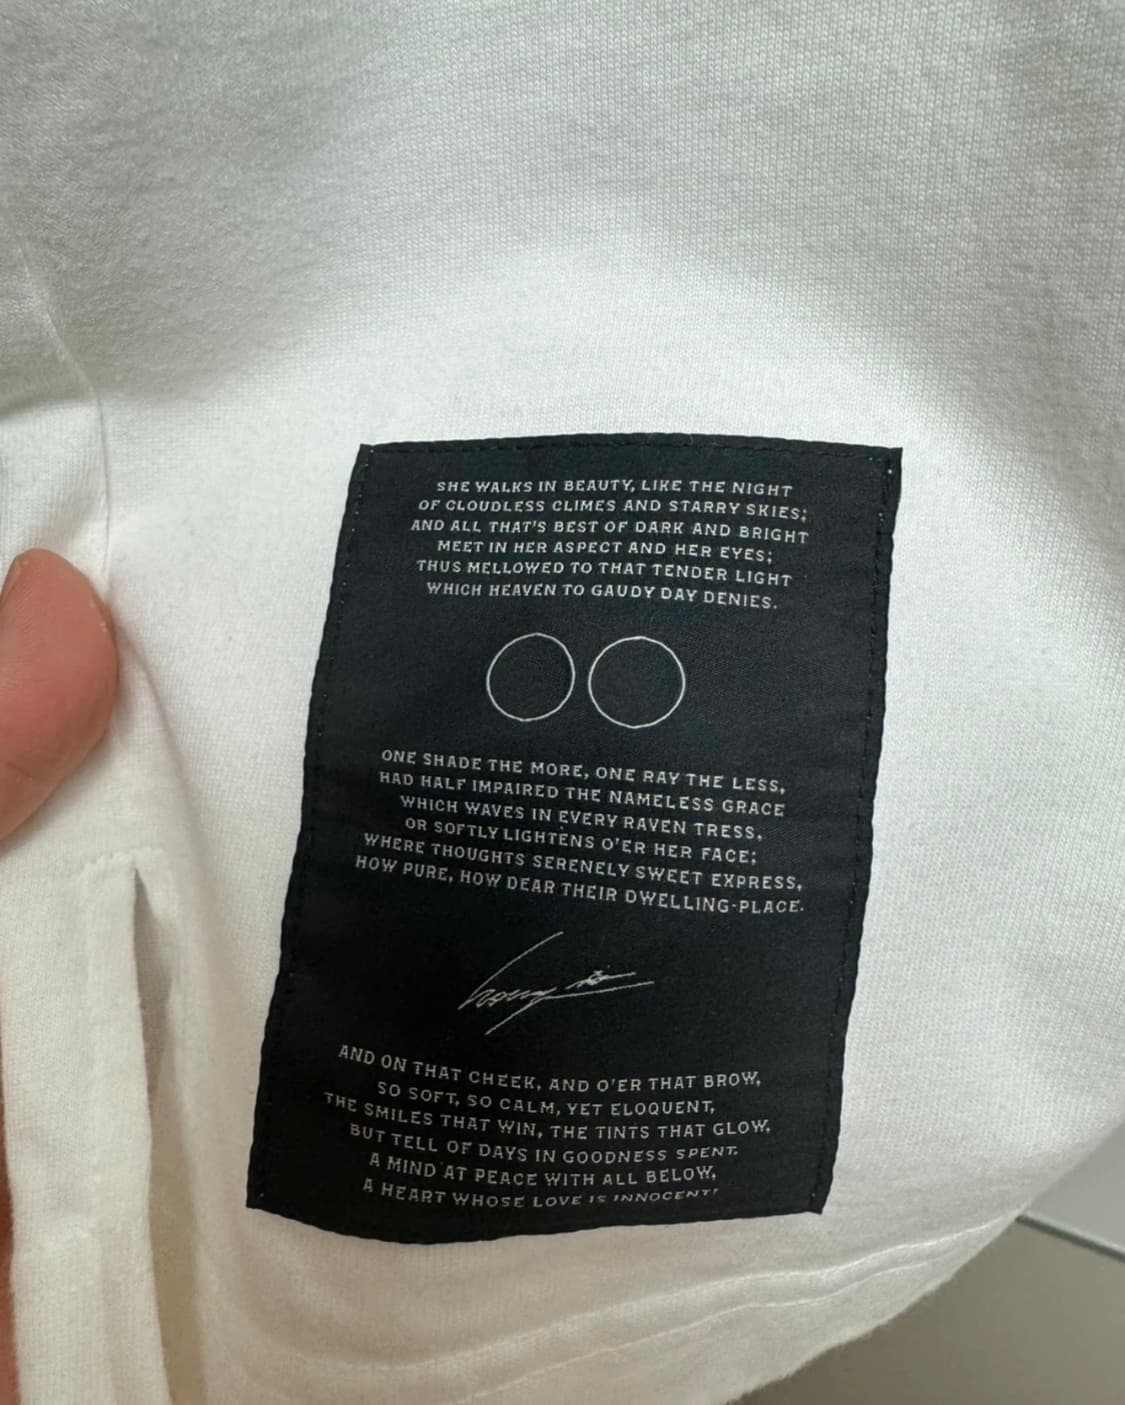 SHE WALKS IN BEAUTY, LIKE THE NIGHT
OF CLOUDLESS CLIMES AND STARRY SKIES;
AND ALL THAT'S BEST OF DARK AND BRIGHT
MEET IN HER ASPECT AND HER EYES;
THUS MELLOWED TO THAT TENDER LIGHT
WHICH HEAVEN TO GAUDY DAY DENIES.
ONE SHADE THE MORE, ONE RAY THE LESS,
HAD HALF IMPAIRED THE NAMELESS GRACE
WHICH WAVES IN EVERY RAVEN TRESS,
OR SOFTLY LIGHTENS O'ER HER FACE;
WHERE THOUGHTS SERENELY SWEET EXPRESS,
HOW PURE, HOW DEAR THEIR DWELLING-PLACE.
AND ON THAT CHEEK, AND O'ER THAT BROW,
SO SOFT, SO CALM, YET ELOQUENT,
THE SMILES THAT WIN, THE TINTS THAT GLOW,
BUT TELL OF DAYS IN GOODNESS SPENT,
A MIND AT PEACE WITH ALL BELOW,
A HEART WHOSE LOVE IS INNOCENT!